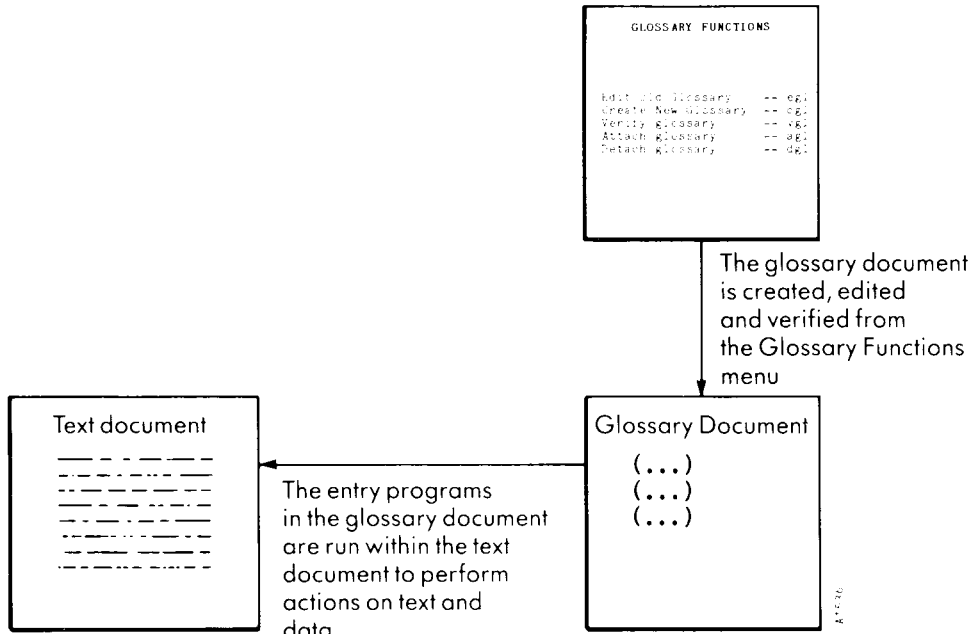 GLOSSARY FUNCTIONS
Edit Old Glossary -- egl
Create New Glossary -- cgl
Verify glossary -- vgl
Attach glossary -- agl
Detach glossary -- dgl
The glossary document
is created, edited
and verified from
the Glossary Functions
menu
Text document
Glossary Document
(...)
(...)
(...)
The entry programs
in the glossary document
are run within the text
document to perform
actions on text and
data